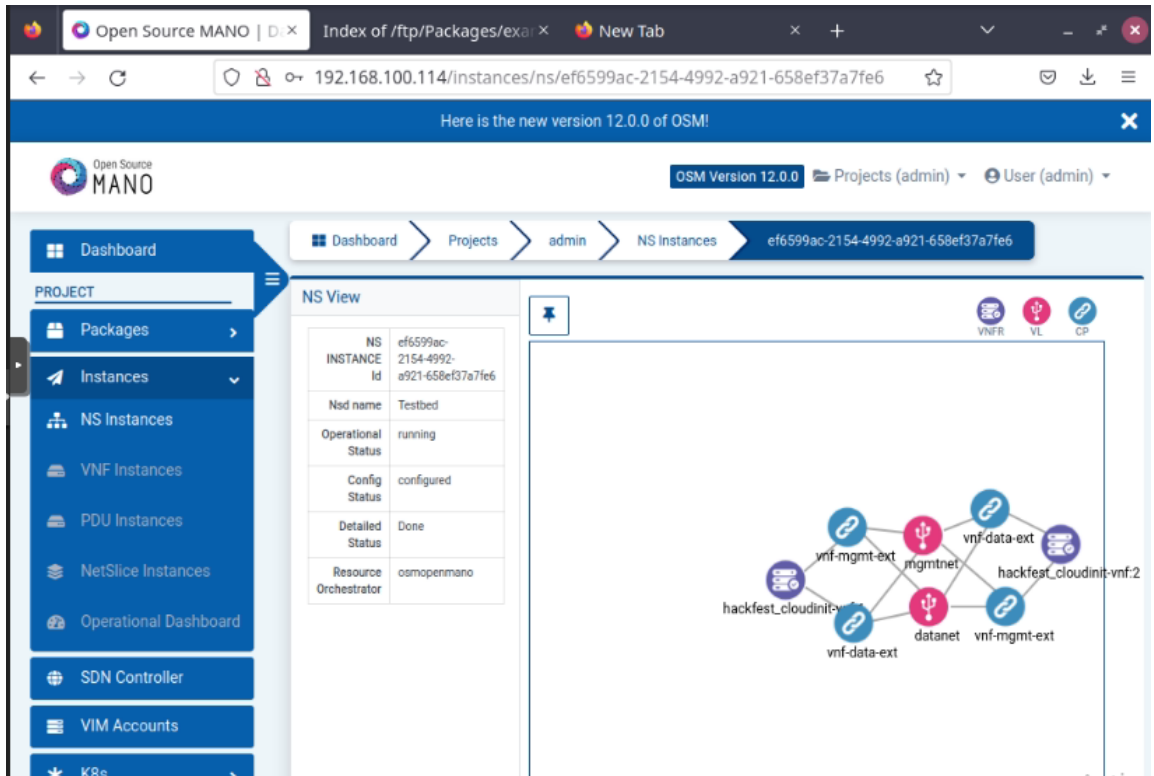 Open Source MANO | Da
Index of /ftp/Packages/exa
New Tab
192.168.100.114/instances/ns/ef6599ac-2154-4992-a921-658ef37a7fe6
Here is the new version 12.0.0 of OSM!
Open Source
MANO
OSM Version 12.0.0
Projects (admin)
User (admin)
Dashboard
Projects
admin
NS Instances
ef6599ac-2154-4992-a921-658ef37a7fe6
Dashboard
PROJECT
Packages
Instances
NS Instances
VNF Instances
PDU Instances
NetSlice Instances
Operational Dashboard
SDN Controller
VIM Accounts
K8s
NS View
NS
INSTANCE
Id
ef6599ac-
2154-4992-
a921-658ef37a7fe6
Nsd name
Testbed
Operational
Status
running
Config
Status
configured
Detailed
Status
Done
Resource
Orchestrator
osmopenmano
VNFR
VL
CP
vnf-mgmt-ext
mgmtnet
vnf-data-ext
hackfest_cloudinit-vnf:2
hackfest_cloudinit-v
vnf-data-ext
datanet
vnf-mgmt-ext